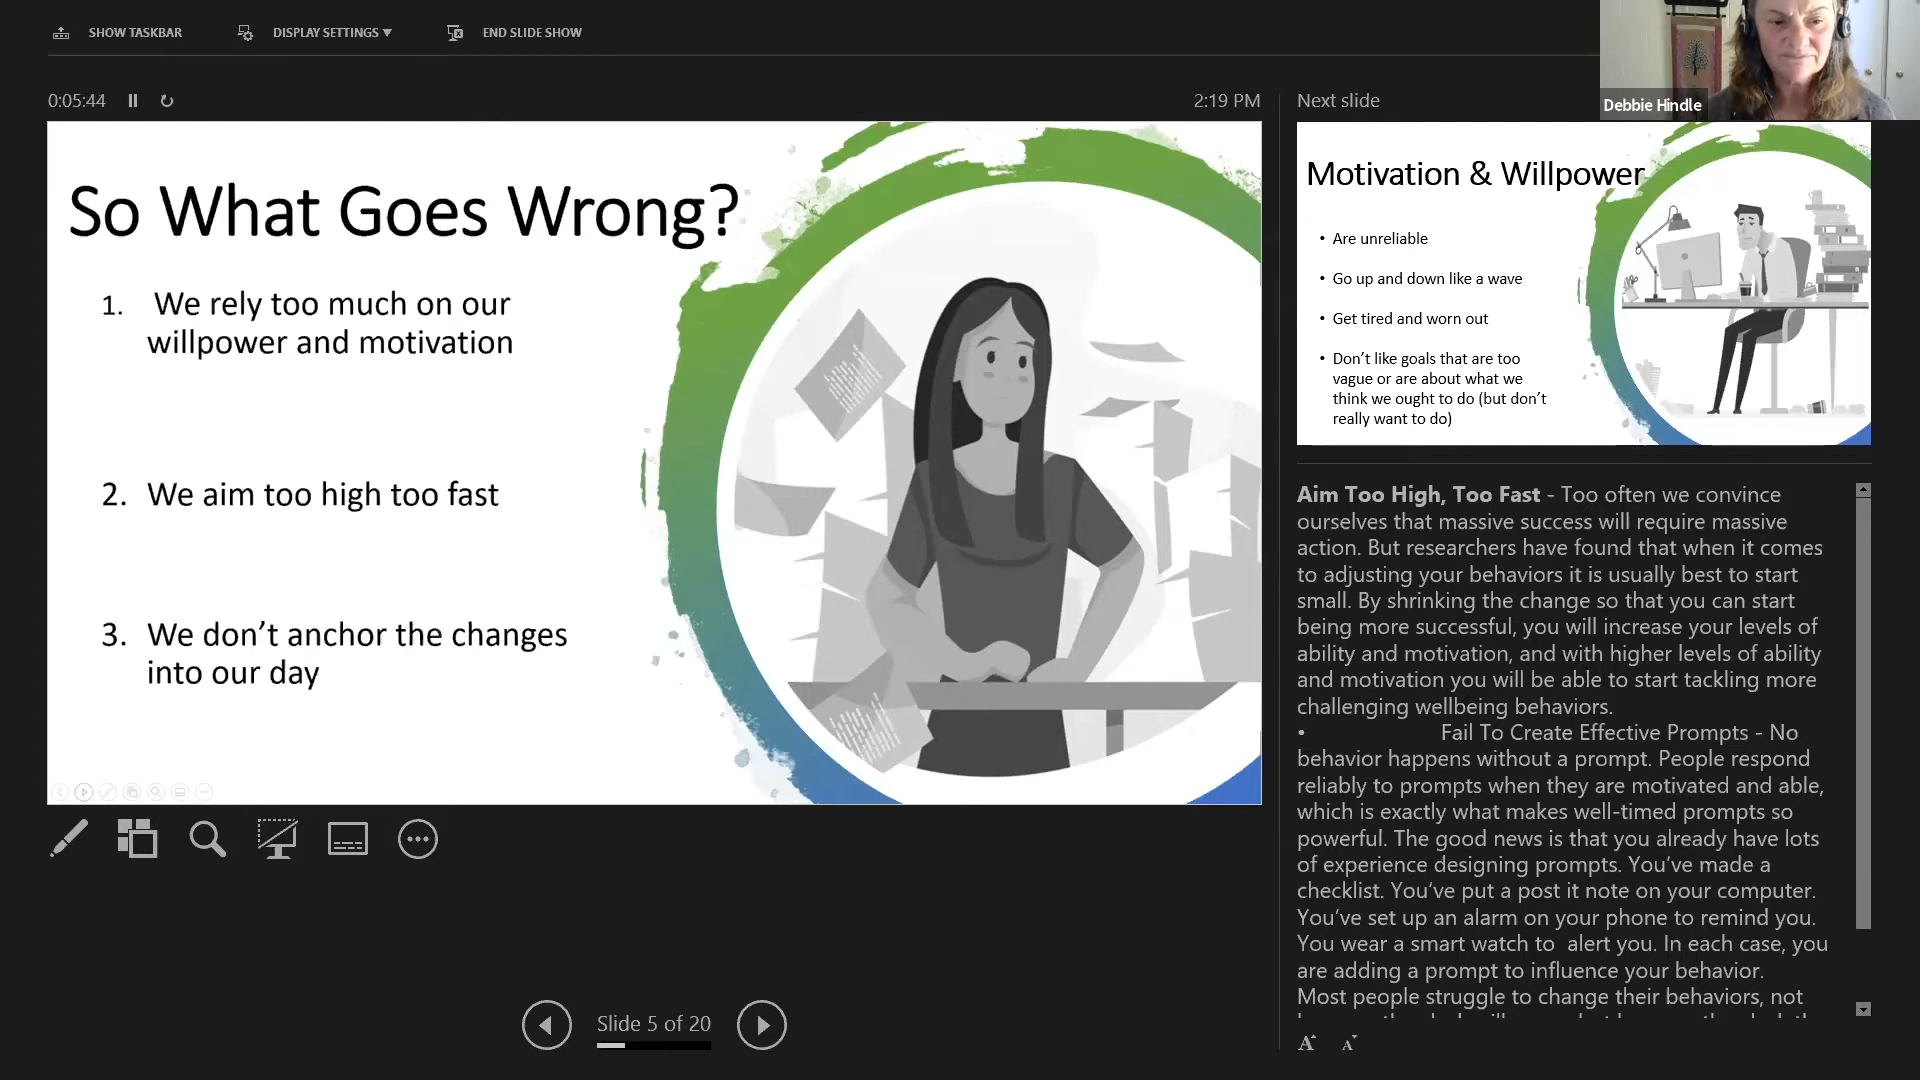 SHOW TASKBAR
DISPLAY SETTINGS ▼
END SLIDE SHOW
Debbie Hindle
0:05:44
2:19 PM
Next slide
So What Goes Wrong?
1. We rely too much on our
willpower and motivation
2. We aim too high too fast
3. We don’t anchor the changes
into our day
Motivation & Willpower
• Are unreliable
• Go up and down like a wave
• Get tired and worn out
• Don’t like goals that are too
vague or are about what we
think we ought to do (but don’t
really want to do)
Aim Too High, Too Fast - Too often we convince
ourselves that massive success will require massive
action. But researchers have found that when it comes
to adjusting your behaviors it is usually best to start
small. By shrinking the change so that you can start
being more successful, you will increase your levels of
ability and motivation, and with higher levels of ability
and motivation you will be able to start tackling more
challenging wellbeing behaviors.
• Fail To Create Effective Prompts - No
behavior happens without a prompt. People respond
reliably to prompts when they are motivated and able,
which is exactly what makes well-timed prompts so
powerful. The good news is that you already have lots
of experience designing prompts. You’ve made a
checklist. You’ve put a post it note on your computer.
You’ve set up an alarm on your phone to remind you.
You wear a smart watch to alert you. In each case, you
are adding a prompt to influence your behavior.
Most people struggle to change their behaviors, not
Slide 5 of 20
A A